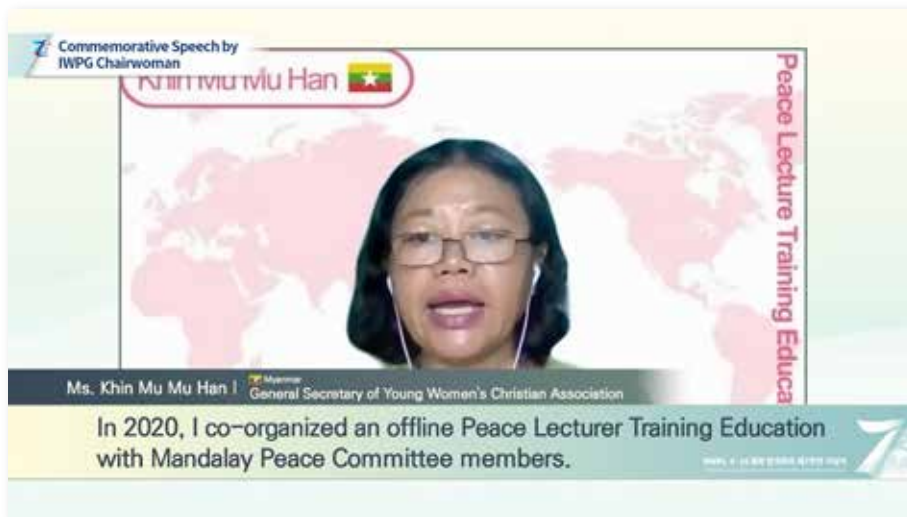 Commemorative Speech by
IWPG Chairwoman
Khin Mu Mu Han
Peace Lecture Training Educa
Ms. Khin Mu Mu Han | Myanmar
General Secretary of Young Women's Christian Association
In 2020, I co-organized an offline Peace Lecturer Training Education
with Mandalay Peace Committee members.
7